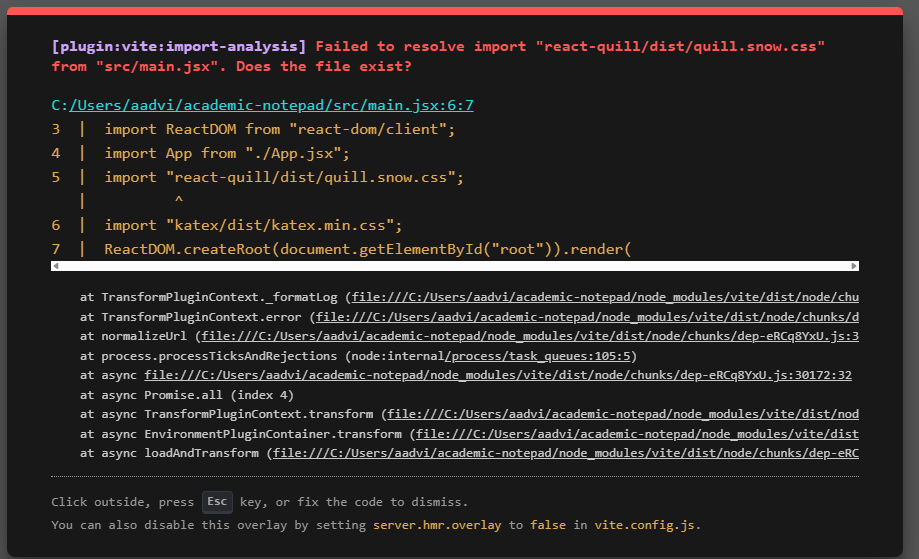 [plugin:vite:import-analysis] Failed to resolve import "react-quill/dist/quill.snow.css"
from "src/main.jsx". Does the file exist?
C:/Users/aadvi/academic-notepad/src/main.jsx:6:7
3  |  import ReactDOM from "react-dom/client";
4  |  import App from "./App.jsx";
5  |  import "react-quill/dist/quill.snow.css";
   |         ^
6  |  import "katex/dist/katex.min.css";
7  |  ReactDOM.createRoot(document.getElementById("root")).render(
at TransformPluginContext._formatLog (file:///C:/Users/aadvi/academic-notepad/node_modules/vite/dist/node/chu
at TransformPluginContext.error (file:///C:/Users/aadvi/academic-notepad/node_modules/vite/dist/node/chunks/d
at normalizeUrl (file:///C:/Users/aadvi/academic-notepad/node_modules/vite/dist/node/chunks/dep-eRCq8YxU.js:3
at process.processTicksAndRejections (node:internal/process/task_queues:105:5)
at async file:///C:/Users/aadvi/academic-notepad/node_modules/vite/dist/node/chunks/dep-eRCq8YxU.js:30172:32
at async Promise.all (index 4)
at async TransformPluginContext.transform (file:///C:/Users/aadvi/academic-notepad/node_modules/vite/dist/nod
at async EnvironmentPluginContainer.transform (file:///C:/Users/aadvi/academic-notepad/node_modules/vite/dist
at async loadAndTransform (file:///C:/Users/aadvi/academic-notepad/node_modules/vite/dist/node/chunks/dep-eRC
Click outside, press Esc key, or fix the code to dismiss.
You can also disable this overlay by setting server.hmr.overlay to false in vite.config.js.